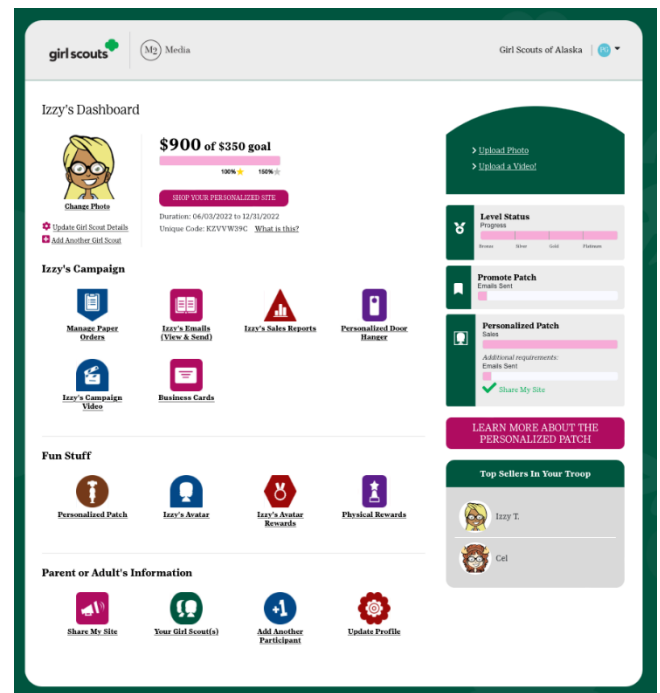 girl scouts
M2 Media
Girl Scouts of Alaska
PG
Izzy's Dashboard
$900 of $350 goal
100% 150%
SHOP YOUR PERSONALIZED SITE
Duration: 06/03/2022 to 12/31/2022
Unique Code: KZVVW39C What is this?
Change Photo
Update Girl Scout Details
Add Another Girl Scout
Izzy's Campaign
Manage Paper
Orders
Izzy's Emails
(View & Send)
Izzy's Sales Reports
Personalized Door
Hanger
Izzy's Campaign
Video
Business Cards
Fun Stuff
Personalized Patch
Izzy's Avatar
Izzy's Avatar
Rewards
Physical Rewards
Parent or Adult's Information
Share My Site
Your Girl Scout(s)
+1
Add Another
Participant
Update Profile
> Upload Photo
> Upload a Video!
Level Status
Progress
Bronze Silver Gold Platinum
Promote Patch
Emails Sent
Personalized Patch
Sales
Additional requirements:
Emails Sent
Share My Site
LEARN MORE ABOUT THE
PERSONALIZED PATCH
Top Sellers In Your Troop
Izzy T.
Cel